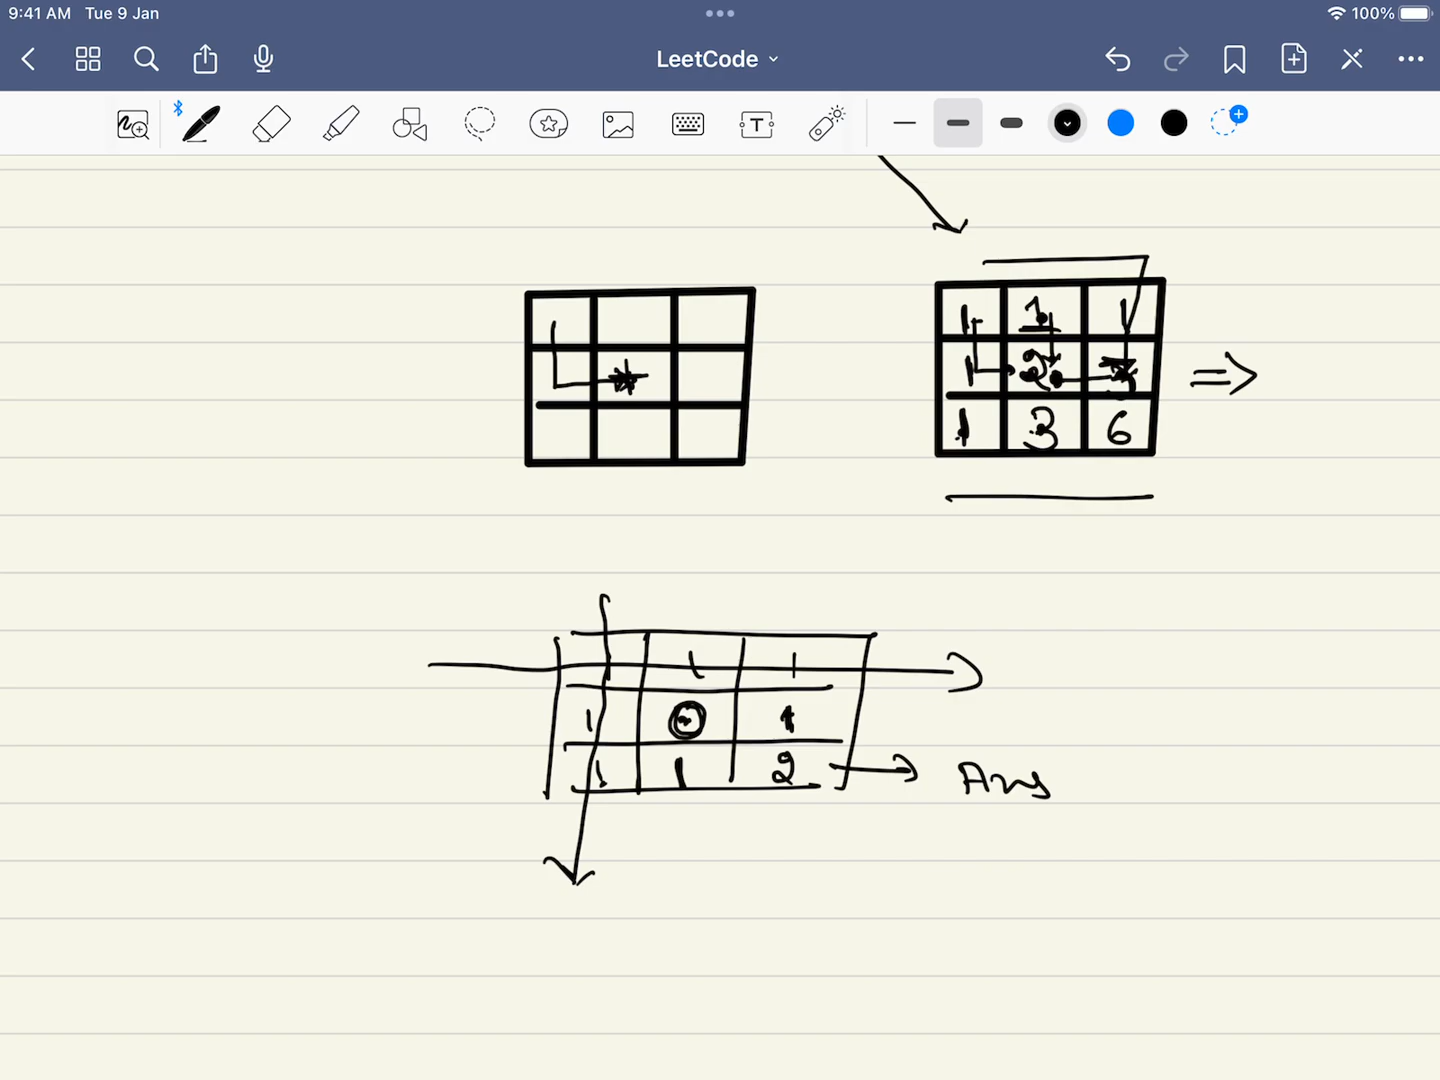 9:41 AM Tue 9 Jan
100%
LeetCode
T
1 1 1
1 2 3
1 3 6
1 1
1 0 1
1 1 2 Ans